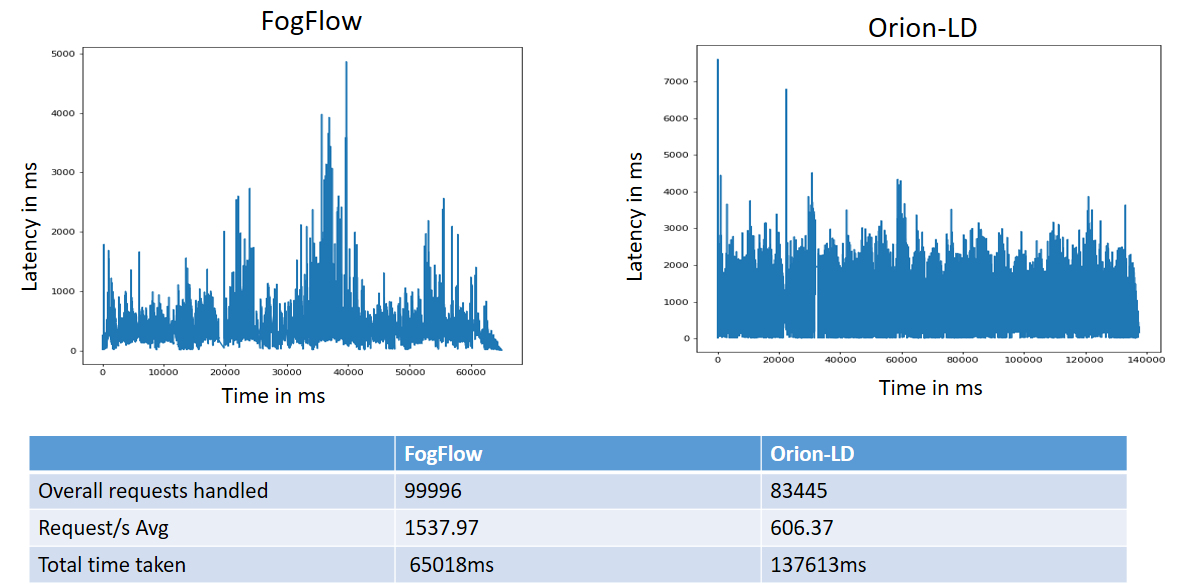 FogFlow
Orion-LD
5000
4000
3000
2000
1000
0
Latency in ms
0 10000 20000 30000 40000 50000 60000
Time in ms
7000
6000
5000
4000
3000
2000
1000
0
Latency in ms
0 20000 40000 60000 80000 100000 120000 140000
Time in ms
FogFlow Orion-LD
Overall requests handled 99996 83445
Request/s Avg 1537.97 606.37
Total time taken 65018ms 137613ms